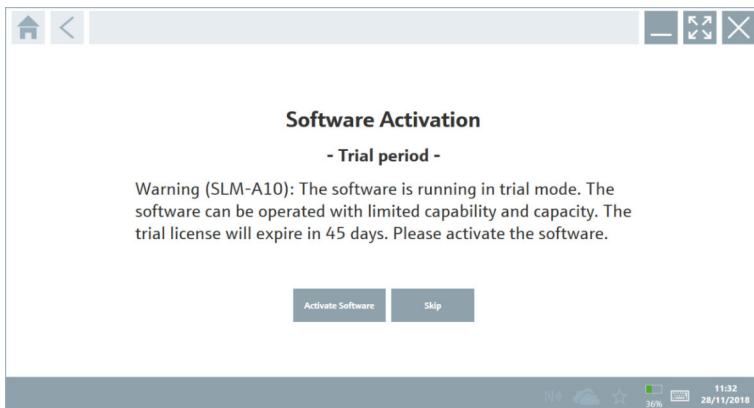 Software Activation
- Trial period -
Warning (SLM-A10): The software is running in trial mode. The
software can be operated with limited capability and capacity. The
trial license will expire in 45 days. Please activate the software.
Activate Software Skip
36%
11:32
28/11/2018